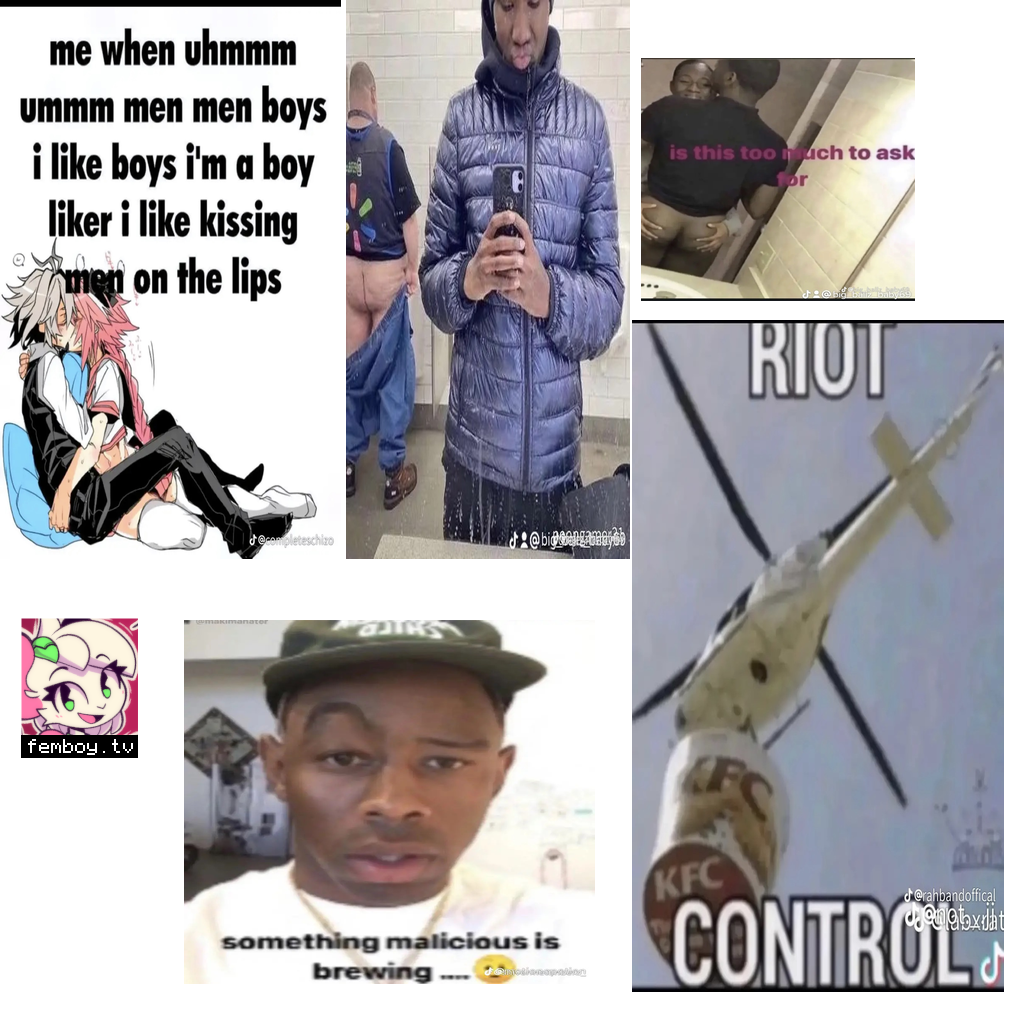 me when uhmmm
ummm men men boys
i like boys i'm a boy
liker i like kissing
men on the lips
@completeschizo
is this too much to ask
for
RIOT
KFC
KFC
@rahbandoffical
CONTROL
femboy.tv
something malicious is
brewing ....